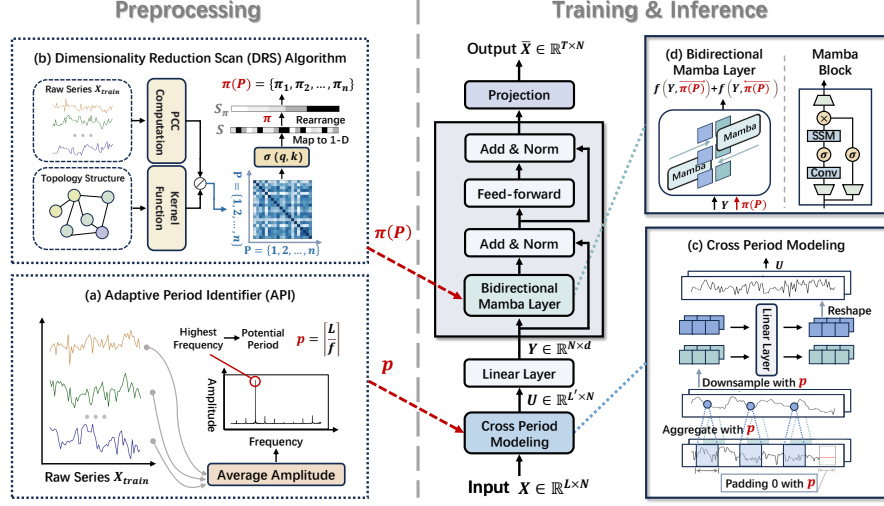 Preprocessing
Training & Inference
(b) Dimensionality Reduction Scan (DRS) Algorithm
Raw Series X_train
PCC Computation
Topology Structure
Kernel Function
π(P) = {π₁, π₂, ..., πₙ}
S_π
π
Rearrange
S
Map to 1-D
σ (q, k)
P = {1, 2, ..., n}
P = {1, 2, ..., n}
π(P)
(a) Adaptive Period Identifier (API)
Highest Frequency
Potential Period
p = ⌈L/f⌉
Amplitude
Frequency
Raw Series X_train
Average Amplitude
p
Output X̅ ∈ ℝ^{T×N}
Projection
Add & Norm
Feed-forward
Add & Norm
Bidirectional
Mamba Layer
Y ∈ ℝ^{N×d}
Linear Layer
U ∈ ℝ^{L′×N}
Cross Period
Modeling
Input X ∈ ℝ^{L×N}
(d) Bidirectional
Mamba Layer
f (Y, π(P)→)+f (Y, π(P)←)
Mamba
Mamba
Y
π(P)
Mamba
Block
×
SSM
σ
σ
Conv
(c) Cross Period Modeling
U
Reshape
Linear Layer
Downsample with p
Aggregate with p
Padding 0 with p